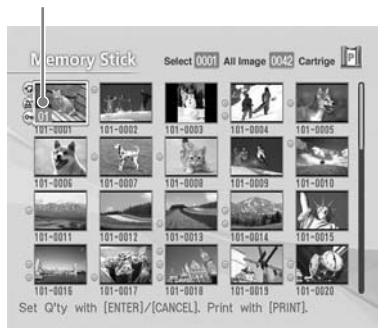 Memory Stick Select 0001 All Image 0042 Cartrige P
01
101-0001 101-0002 101-0003 101-0004 101-0005
101-0006 101-0007 101-0008 101-0009 101-0010
101-0011 101-0012 101-0013 101-0014 101-0015
101-0016 101-0017 101-0018 101-0019 101-0020
Set Q'ty with [ENTER]/[CANCEL]. Print with [PRINT].